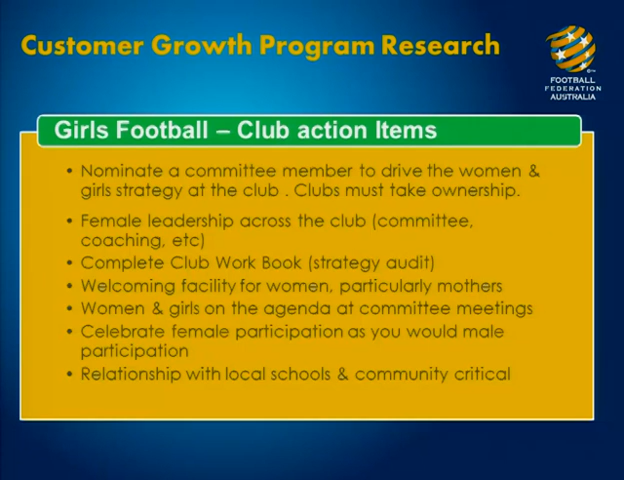 Customer Growth Program Research
FOOTBALL
FEDERATION
AUSTRALIA
Girls Football – Club action Items
• Nominate a committee member to drive the women &
girls strategy at the club . Clubs must take ownership.
• Female leadership across the club (committee,
coaching, etc)
• Complete Club Work Book (strategy audit)
• Welcoming facility for women, particularly mothers
• Women & girls on the agenda at committee meetings
• Celebrate female participation as you would male
participation
• Relationship with local schools & community critical